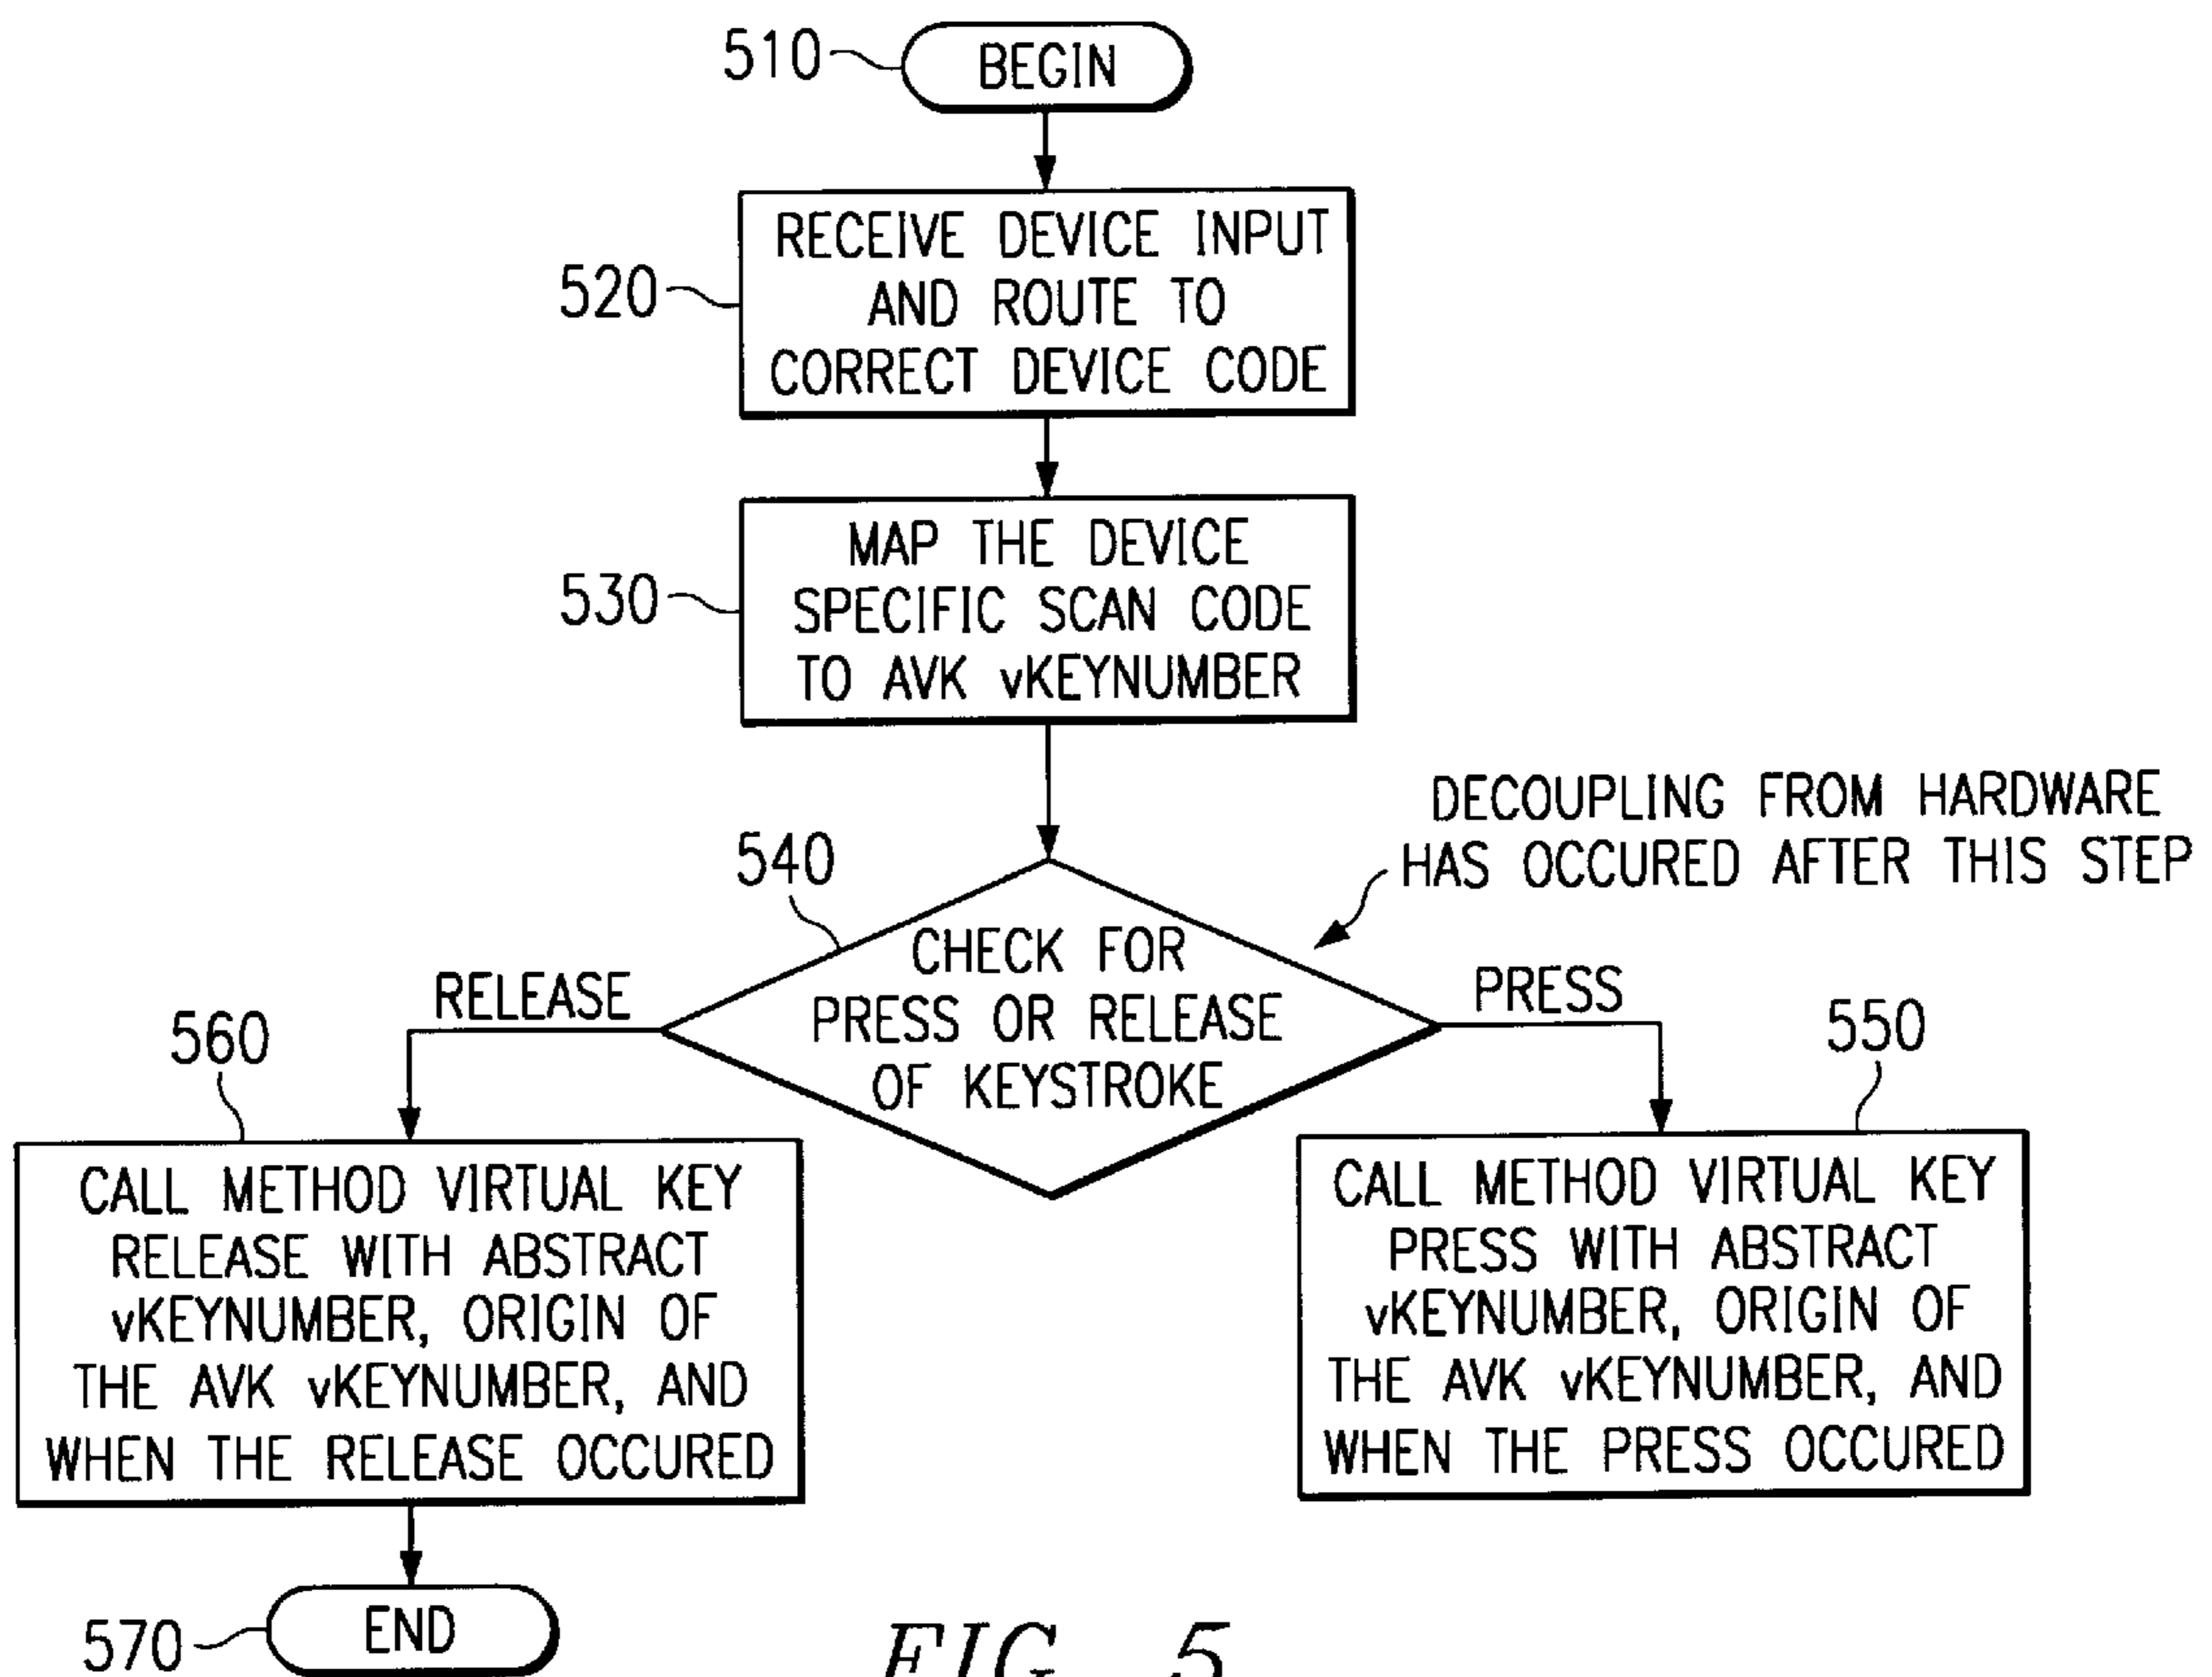 510
BEGIN
520
RECEIVE DEVICE INPUT
AND ROUTE TO
CORRECT DEVICE CODE
530
MAP THE DEVICE
SPECIFIC SCAN CODE
TO AVK vKEYNUMBER
DECOUPLING FROM HARDWARE
HAS OCCURED AFTER THIS STEP
540
CHECK FOR
PRESS OR RELEASE
OF KEYSTROKE
RELEASE
PRESS
560
CALL METHOD VIRTUAL KEY
RELEASE WITH ABSTRACT
vKEYNUMBER, ORIGIN OF
THE AVK vKEYNUMBER, AND
WHEN THE RELEASE OCCURED
550
CALL METHOD VIRTUAL KEY
PRESS WITH ABSTRACT
vKEYNUMBER, ORIGIN OF
THE AVK vKEYNUMBER, AND
WHEN THE PRESS OCCURED
570
END
FIG. 5